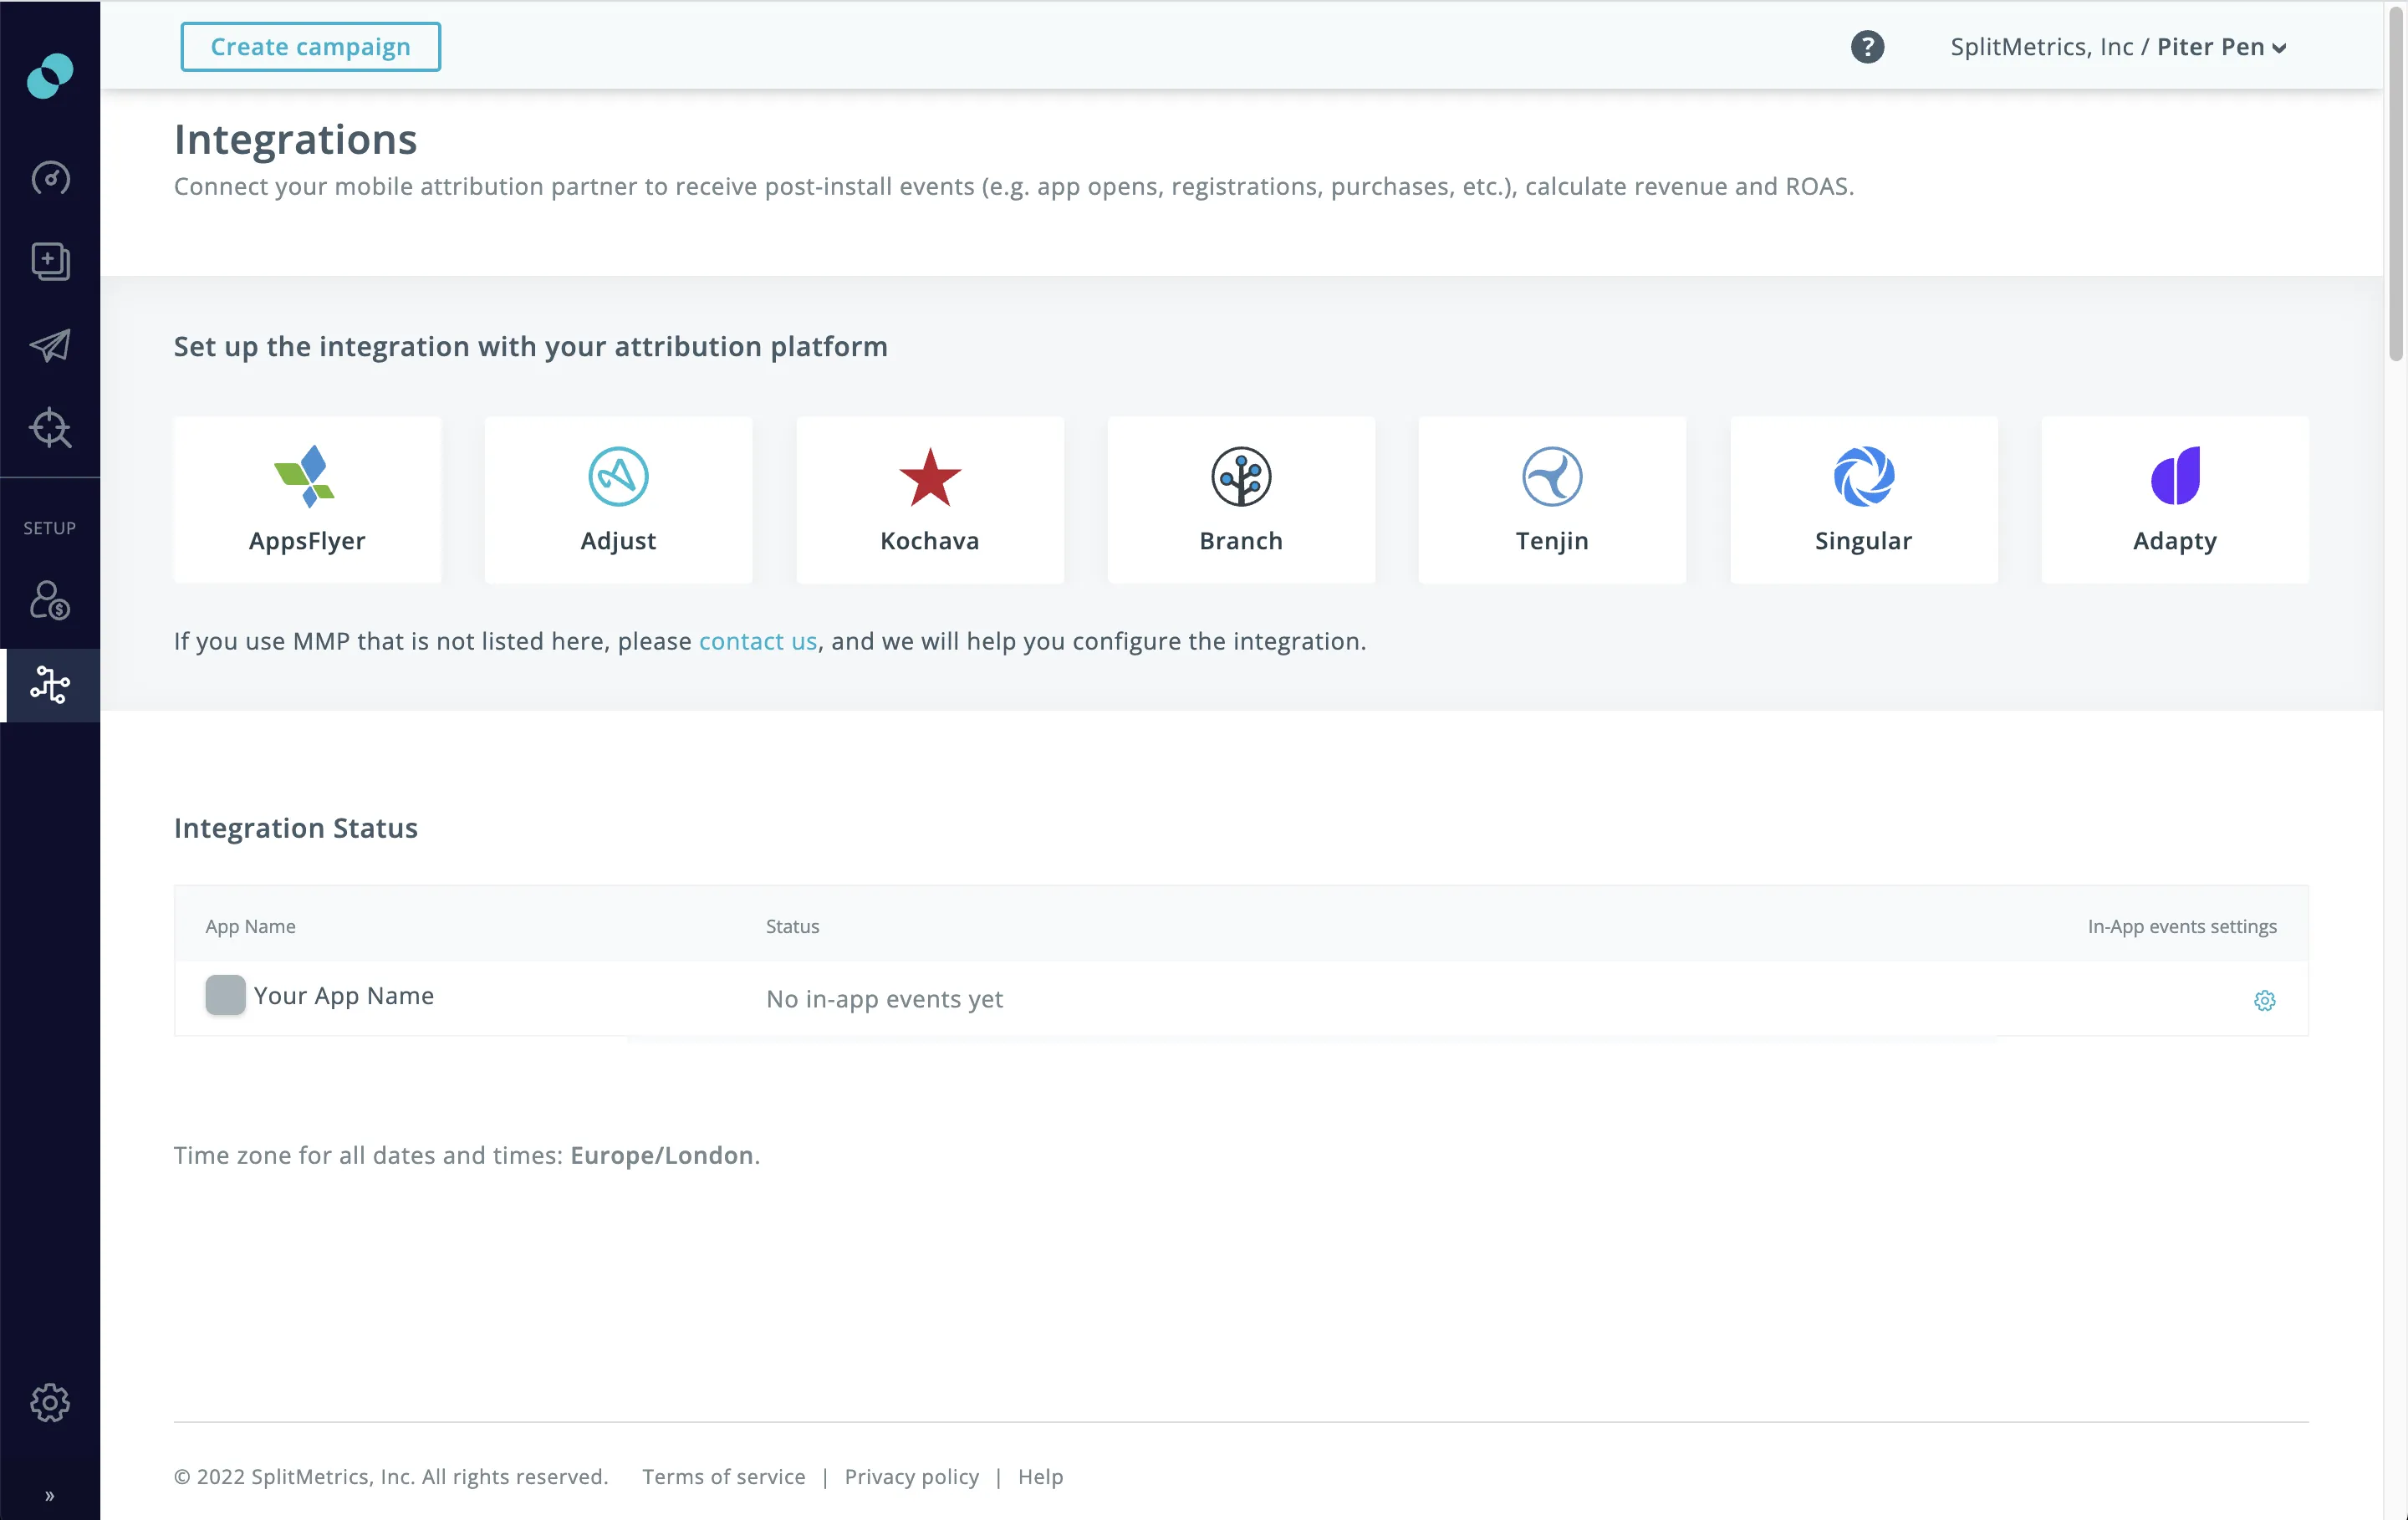 Create campaign
?
SplitMetrics, Inc / Piter Pen
Integrations
Connect your mobile attribution partner to receive post-install events (e.g. app opens, registrations, purchases, etc.), calculate revenue and ROAS.
Set up the integration with your attribution platform
AppsFlyer
Adjust
Kochava
Branch
Tenjin
Singular
Adapty
SETUP
If you use MMP that is not listed here, please contact us, and we will help you configure the integration.
Integration Status
App Name
Status
In-App events settings
Your App Name
No in-app events yet
Time zone for all dates and times: Europe/London.
© 2022 SplitMetrics, Inc. All rights reserved.
Terms of service | Privacy policy | Help
»